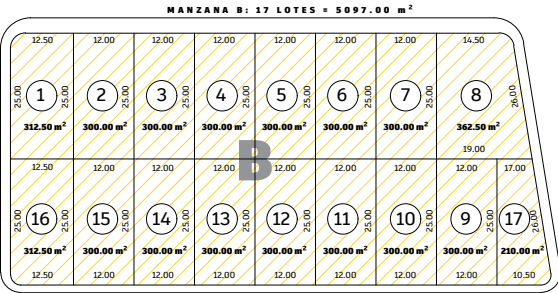 MANZANA B: 17 LOTES = 5097.00 m²
12.50 12.00 12.00 12.00 12.00 12.00 12.00 14.50
25.00 1 25.00 2 25.00 3 25.00 4 25.00 5 25.00 6 25.00 7 25.00 8 26.00
312.50 m² 300.00 m² 300.00 m² 300.00 m² 300.00 m² 300.00 m² 300.00 m² 362.50 m²
19.00
B
12.50 12.00 12.00 12.00 12.00 12.00 12.00 12.00 17.00
25.00 16 25.00 15 25.00 14 25.00 13 25.00 12 25.00 11 25.00 10 25.00 9 25.00 17 26.00
312.50 m² 300.00 m² 300.00 m² 300.00 m² 300.00 m² 300.00 m² 300.00 m² 300.00 m² 210.00 m²
12.50 12.00 12.00 12.00 12.00 12.00 12.00 12.00 10.50